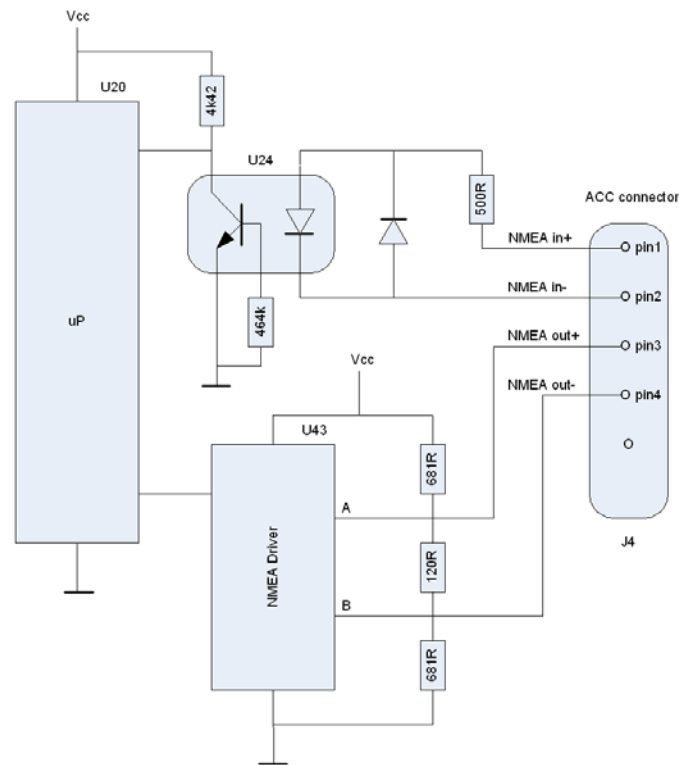 Vcc
U20
4k42
U24
500R
ACC connector
NMEA in+
pin1
NMEA in-
pin2
uP
464k
NMEA out+
pin3
Vcc
NMEA out-
pin4
U43
681R
A
J4
NMEA Driver
120R
B
681R